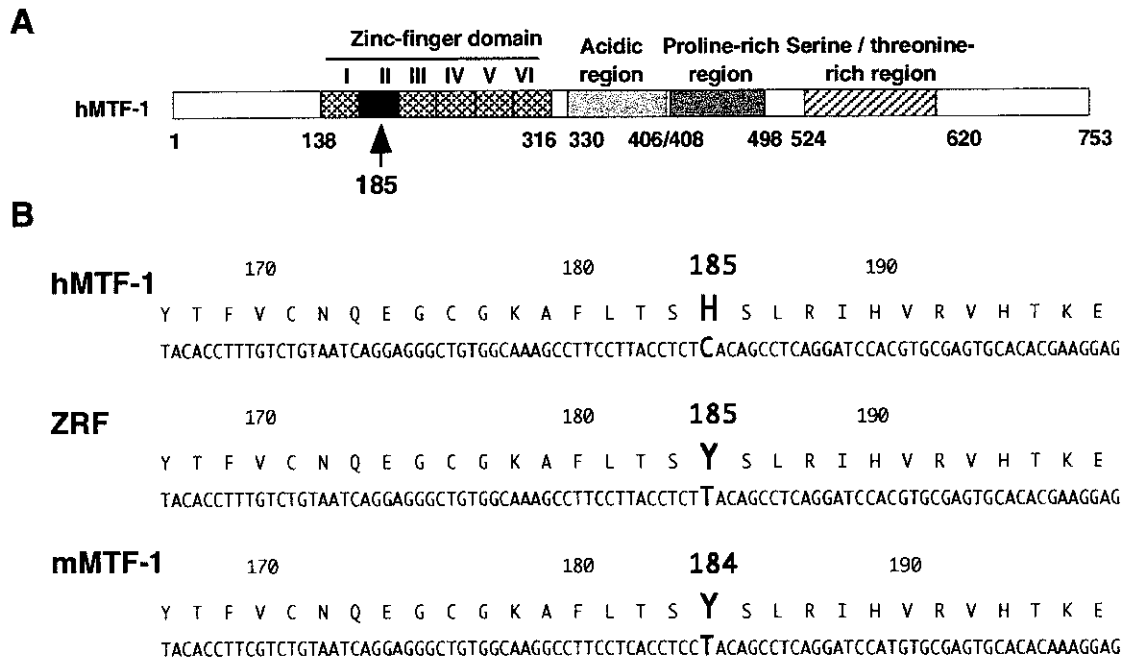 A
Zinc-finger domain
I II III IV V VI
Acidic region
Proline-rich region
Serine / threonine-rich region
hMTF-1
1 138 316 330 406/408 498 524 620 753
185
B
170 180 185 190
hMTF-1
Y T F V C N Q E G C G K A F L T S H S L R I H V R V H T K E
TACACCTTTGTCTGTAATCAGGAGGGCTGTGGCAAAGCCTTCCTTACCTCTCACAGCCTCAGGATCCACGTGCGAGTGCACACGAAGGAG
170 180 185 190
ZRF
Y T F V C N Q E G C G K A F L T S Y S L R I H V R V H T K E
TACACCTTTGTCTGTAATCAGGAGGGCTGTGGCAAAGCCTTCCTTACCTCTTACAGCCTCAGGATCCACGTGCGAGTGCACACGAAGGAG
170 180 184 190
mMTF-1
Y T F V C N Q E G C G K A F L T S Y S L R I H V R V H T K E
TACACCTTCGTCTGTAATCAGGAGGGCTGTGGCAAGGCCTTCCTCACCTCCTACAGCCTCAGGATCCATGTGCGAGTGCACACAAAGGAG